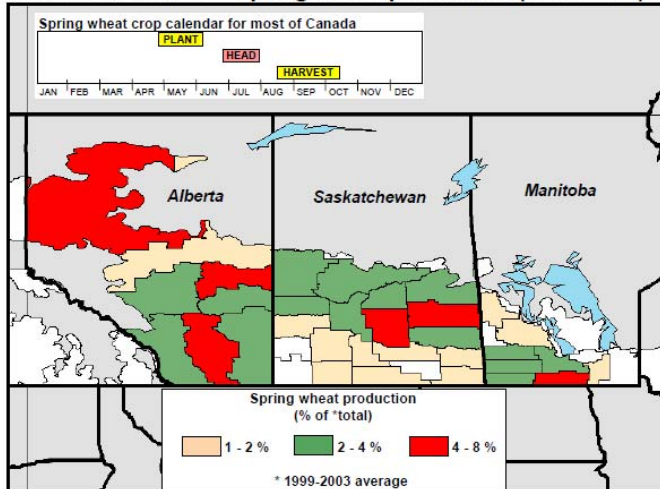 Spring wheat crop calendar for most of Canada
PLANT
HEAD
HARVEST
JAN FEB MAR APR MAY JUN JUL AUG SEP OCT NOV DEC
Alberta
Saskatchewan
Manitoba
Spring wheat production
(% of *total)
1 - 2 %
2 - 4 %
4 - 8 %
* 1999-2003 average